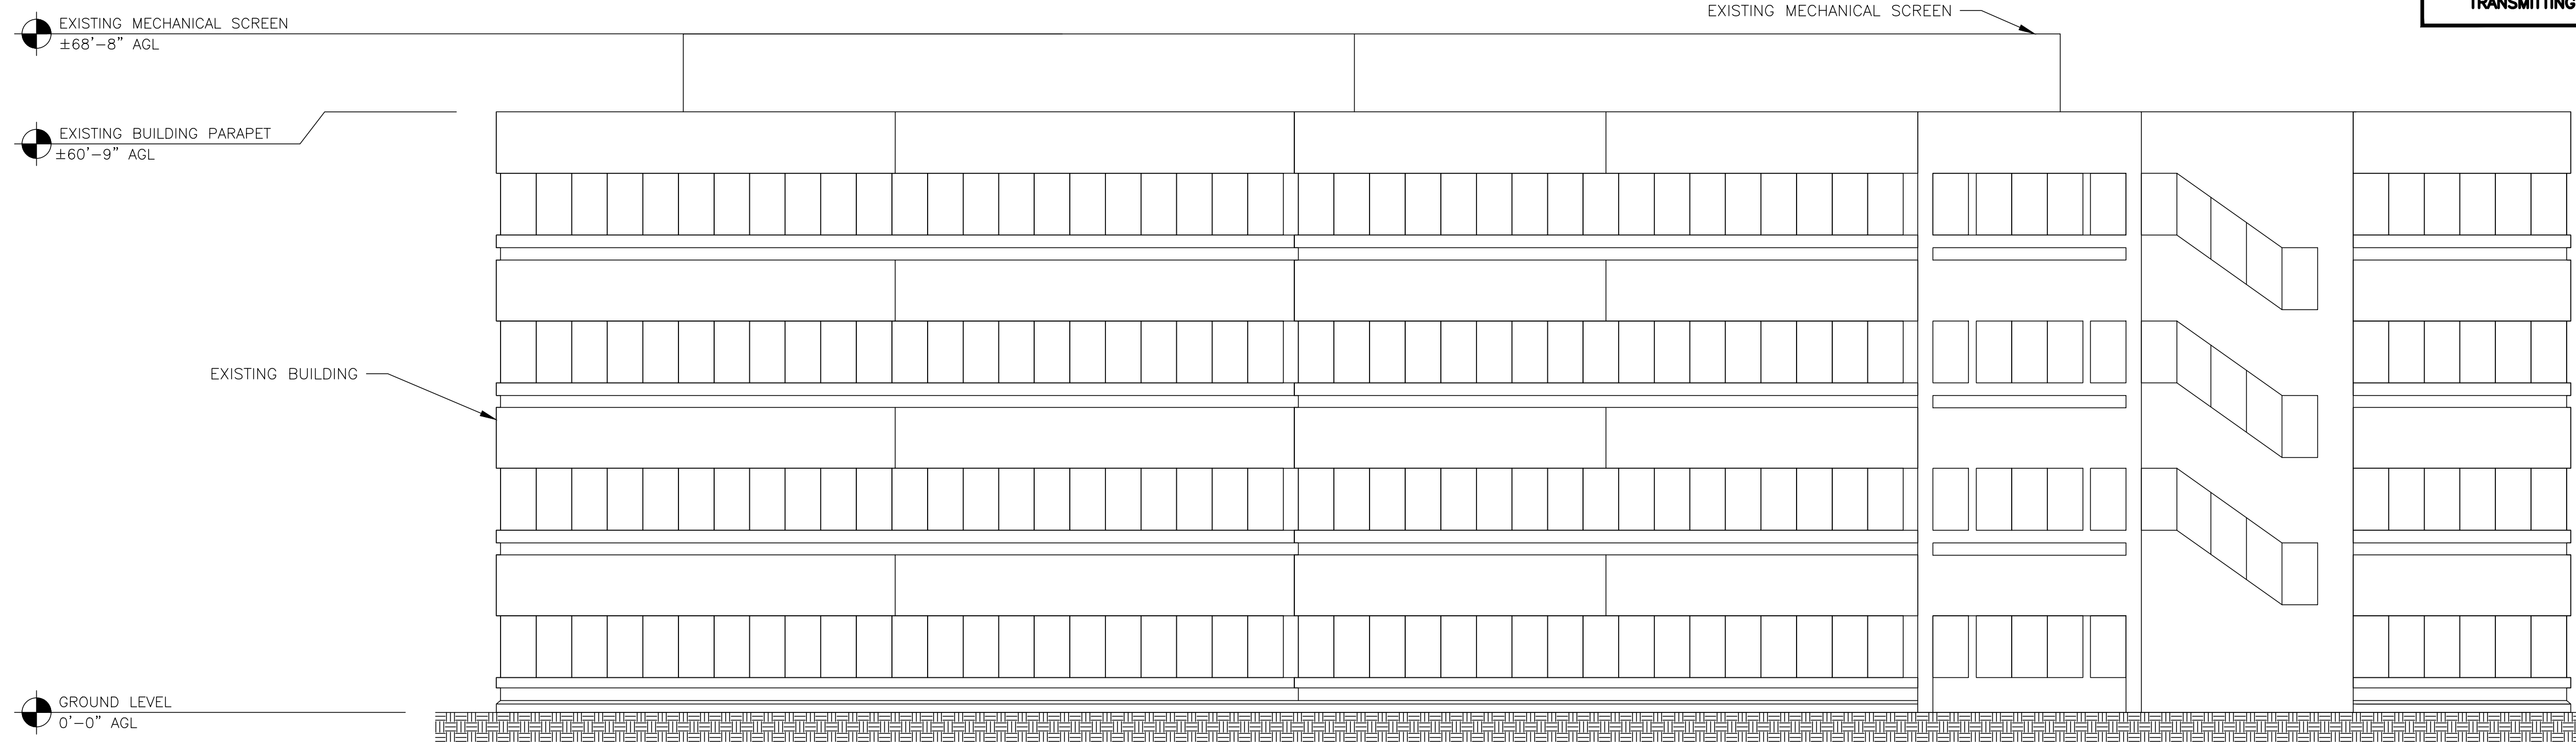 EXISTING MECHANICAL SCREEN
±68'-8" AGL
EXISTING MECHANICAL SCREEN
TRANSMITTING
EXISTING BUILDING PARAPET
±60'-9" AGL
EXISTING BUILDING
GROUND LEVEL
0'-0" AGL